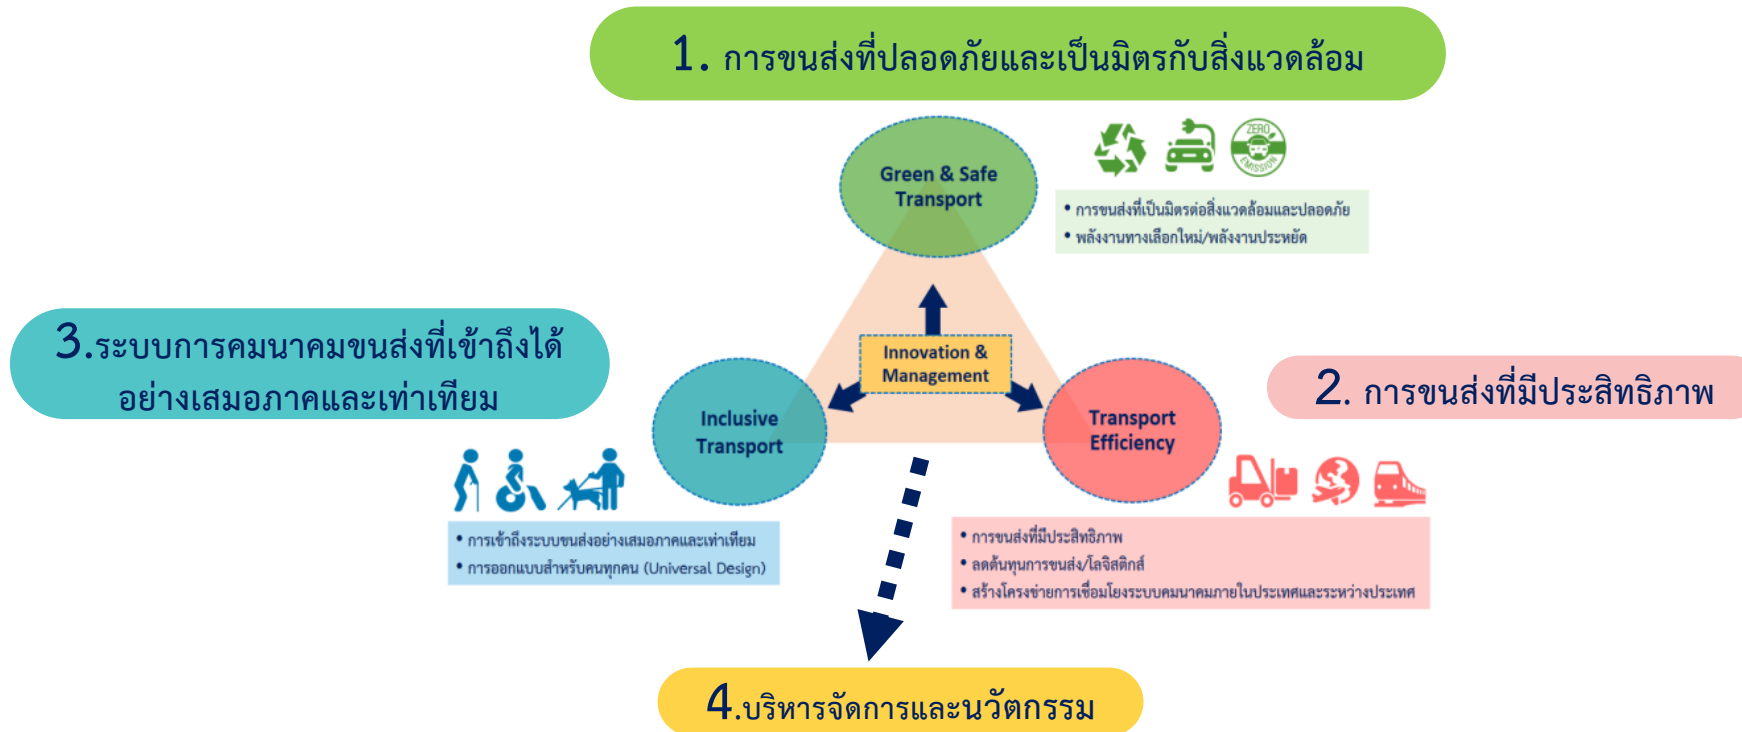 1. การขนส่งที่ปลอดภัยและเป็นมิตรกับสิ่งแวดล้อม
ZERO
EMISSION
Green & Safe
Transport
• การขนส่งที่เป็นมิตรต่อสิ่งแวดล้อมและปลอดภัย
• พลังงานทางเลือกใหม่/พลังงานประหยัด
3.ระบบการคมนาคมขนส่งที่เข้าถึงได้
อย่างเสมอภาคและเท่าเทียม
Innovation &
Management
2. การขนส่งที่มีประสิทธิภาพ
Inclusive
Transport
Transport
Efficiency
• การเข้าถึงระบบขนส่งอย่างเสมอภาคและเท่าเทียม
• การออกแบบสำหรับคนทุกคน (Universal Design)
• การขนส่งที่มีประสิทธิภาพ
• ลดต้นทุนการขนส่ง/โลจิสติกส์
• สร้างโครงข่ายการเชื่อมโยงระบบคมนาคมภายในประเทศและระหว่างประเทศ
4.บริหารจัดการและนวัตกรรม